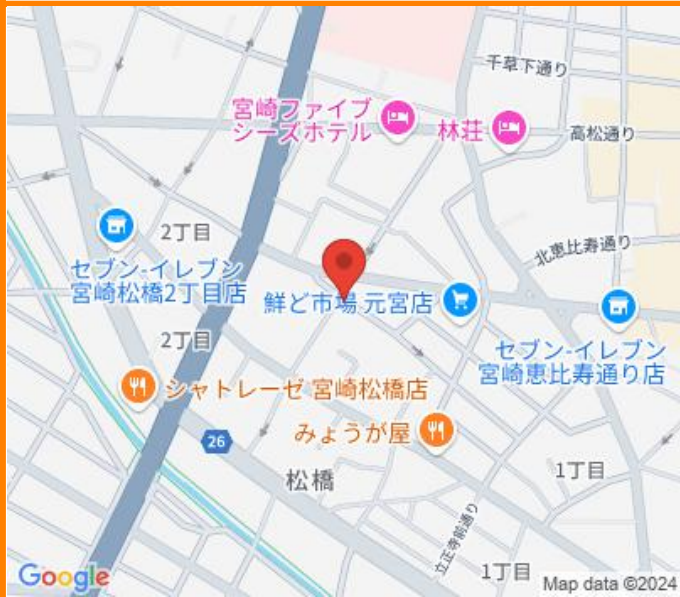 千草下通り
宮崎ファイブ
シーズホテル
林荘
高松通り
2丁目
北恵比寿通り
セブン-イレブン
宮崎松橋2丁目店
鮮ど市場 元宮店
2丁目
セブン-イレブン
宮崎恵比寿通り店
シャトレーゼ 宮崎松橋店
みょうが屋
26
松橋
1丁目
立正寺前通り
1丁目
Google
Map data ©2024